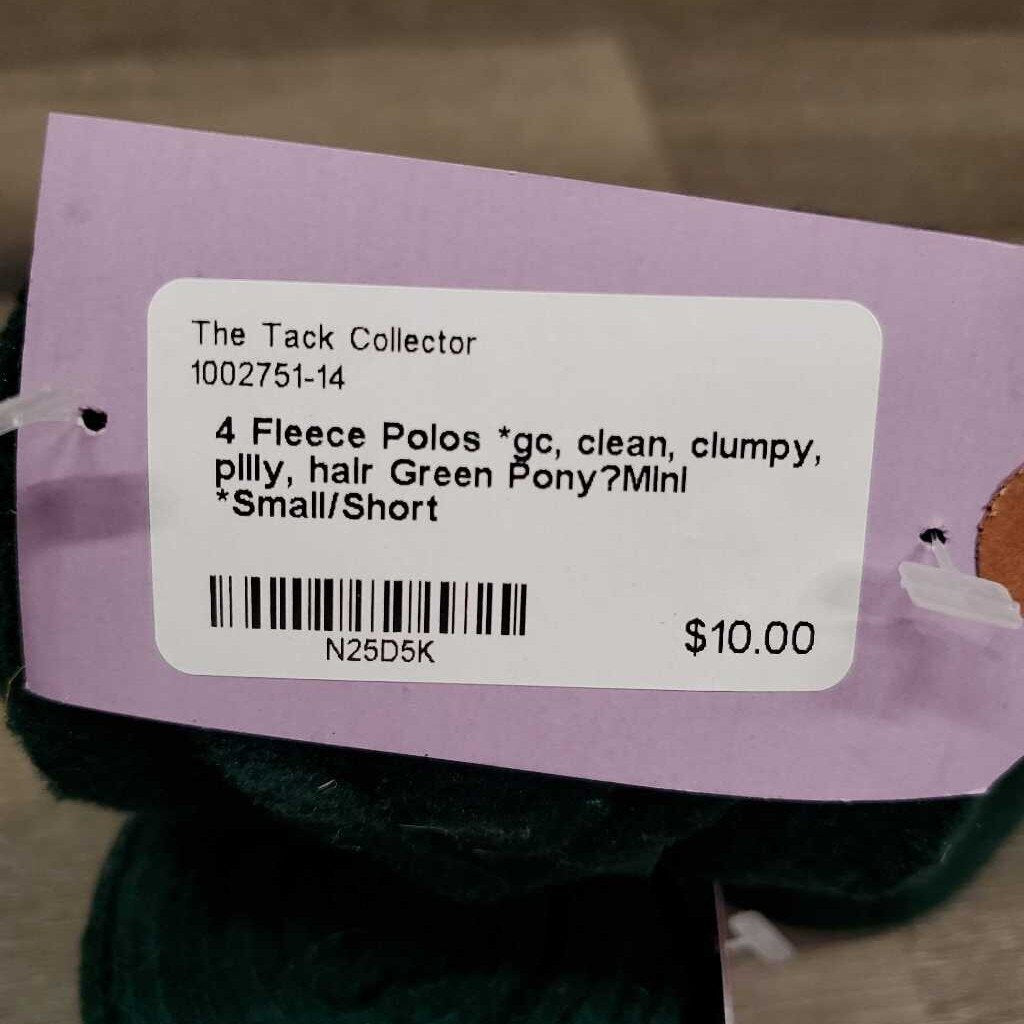 The Tack Collector
1002751-14
4 Fleece Polos *gc, clean, clumpy,
pilly, hair Green Pony?Mini
*Small/Short
N25D5K
$10.00